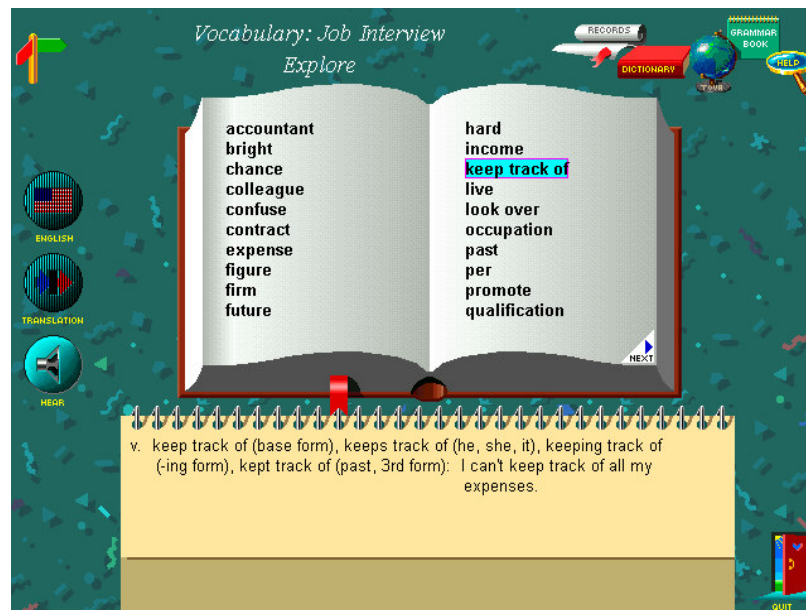 Vocabulary: Job Interview
Explore
RECORDS
DICTIONARY
TOUR
GRAMMAR
BOOK
HELP
accountant
bright
chance
colleague
confuse
contract
expense
figure
firm
future
hard
income
keep track of
live
look over
occupation
past
per
promote
qualification
NEXT
ENGLISH
TRANSLATION
HEAR
v. keep track of (base form), keeps track of (he, she, it), keeping track of
(-ing form), kept track of (past, 3rd form): I can't keep track of all my
expenses.
QUIT